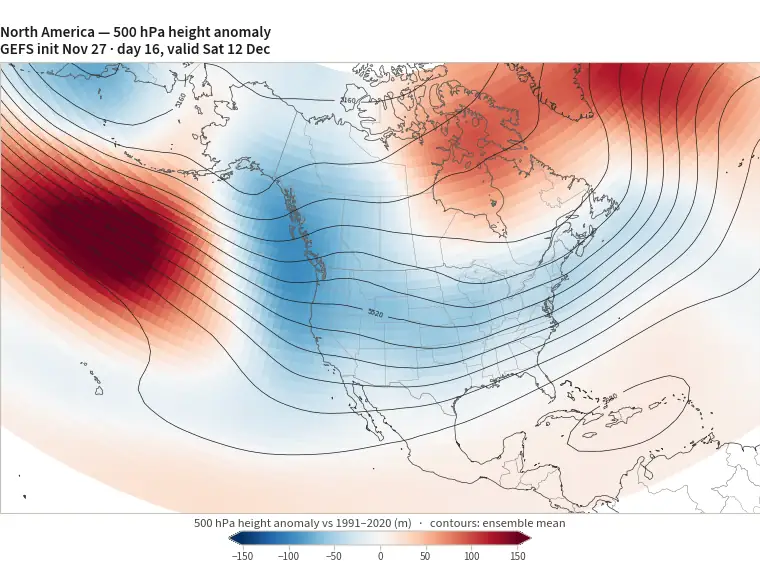 North America — 500 hPa height anomaly
GEFS init Nov 27 · day 16, valid Sat 12 Dec
5160
5160
5520
500 hPa height anomaly vs 1991–2020 (m) · contours: ensemble mean
−150 −100 −50 0 50 100 150